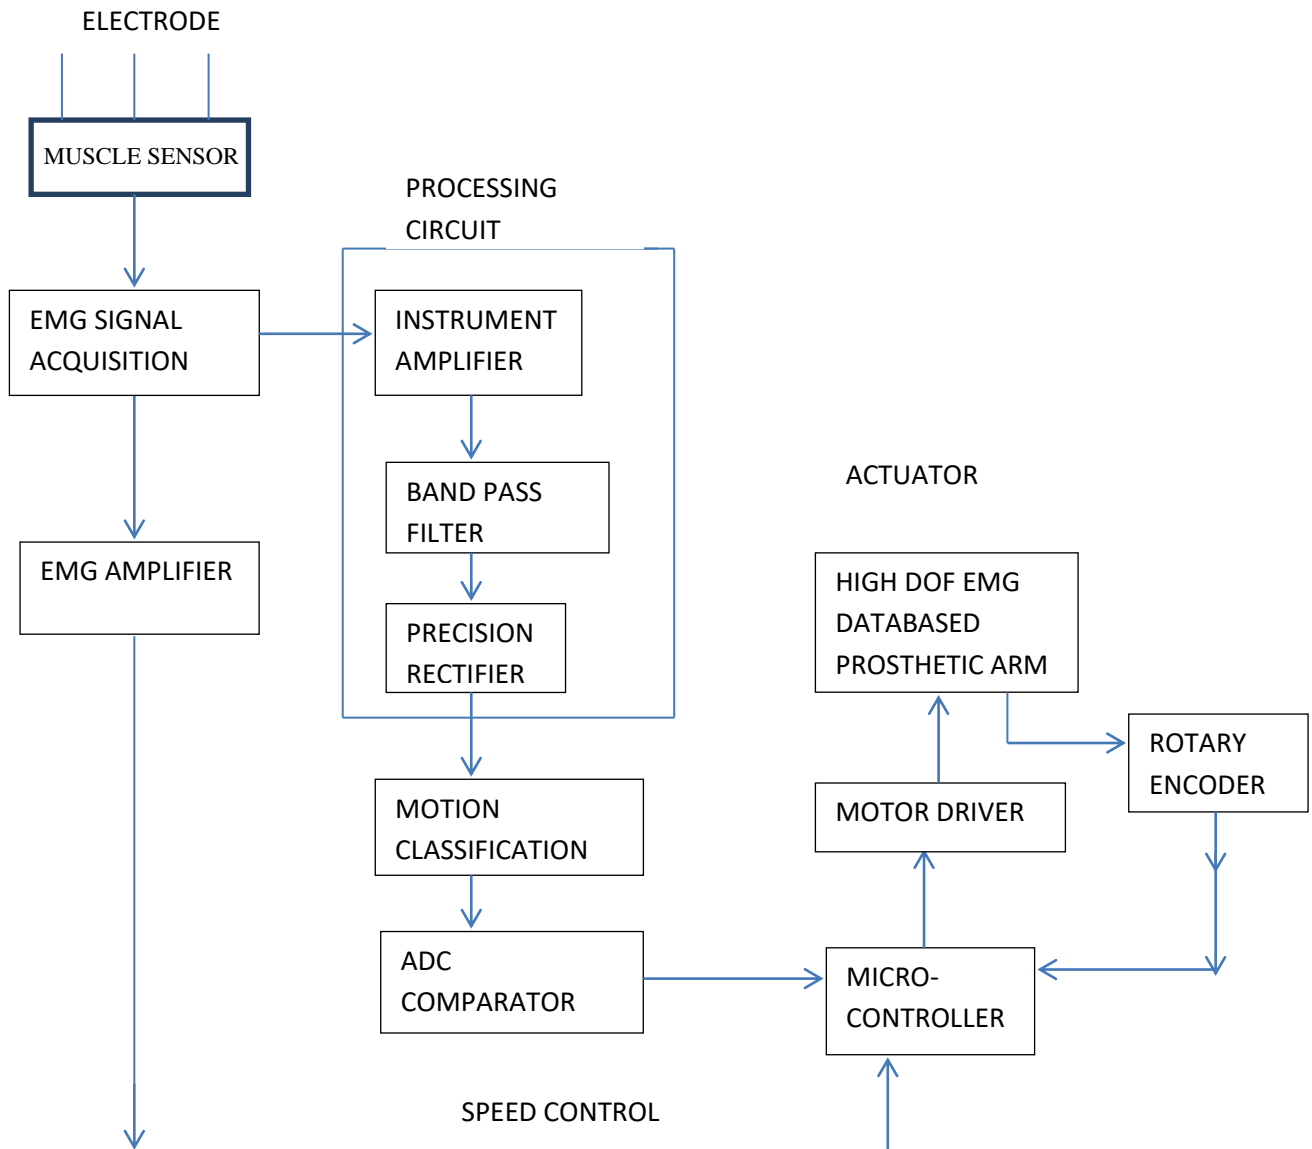 ELECTRODE
MUSCLE SENSOR
PROCESSING
CIRCUIT
EMG SIGNAL
ACQUISITION
INSTRUMENT
AMPLIFIER
BAND PASS
FILTER
ACTUATOR
EMG AMPLIFIER
HIGH DOF EMG
DATABASED
PROSTHETIC ARM
PRECISION
RECTIFIER
ROTARY
ENCODER
MOTION
CLASSIFICATION
MOTOR DRIVER
ADC
COMPARATOR
MICRO-
CONTROLLER
SPEED CONTROL